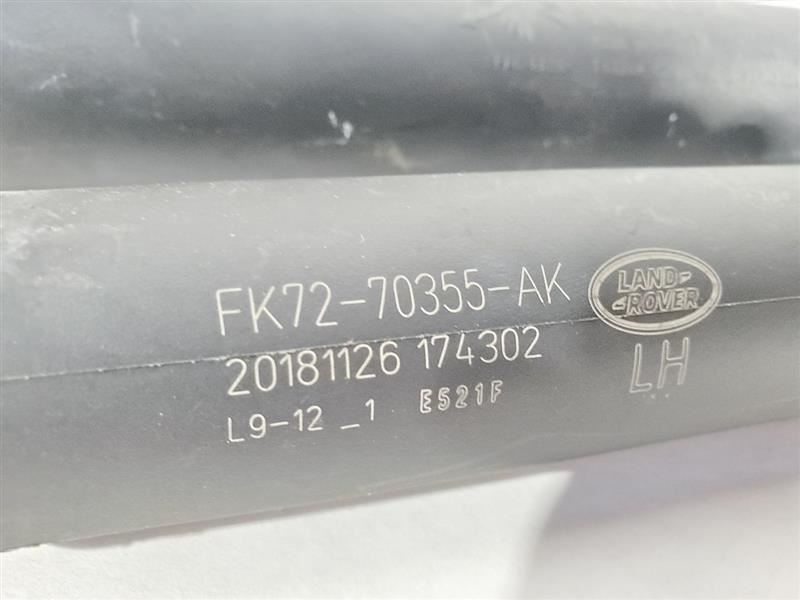 FK72-70355-AK
LAND-
-ROVER
20181126 174302
LH
L9-12 _1 E521F